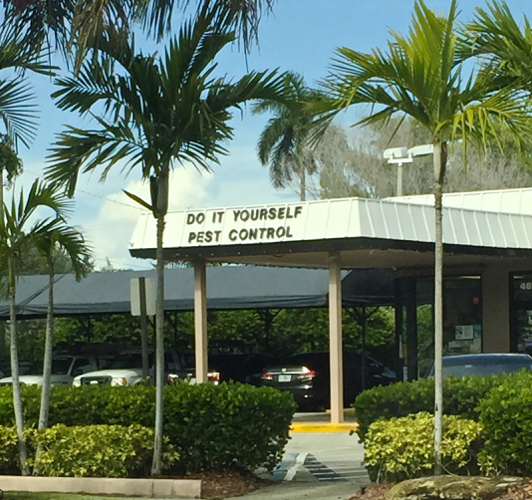 DO IT YOURSELF
PEST CONTROL